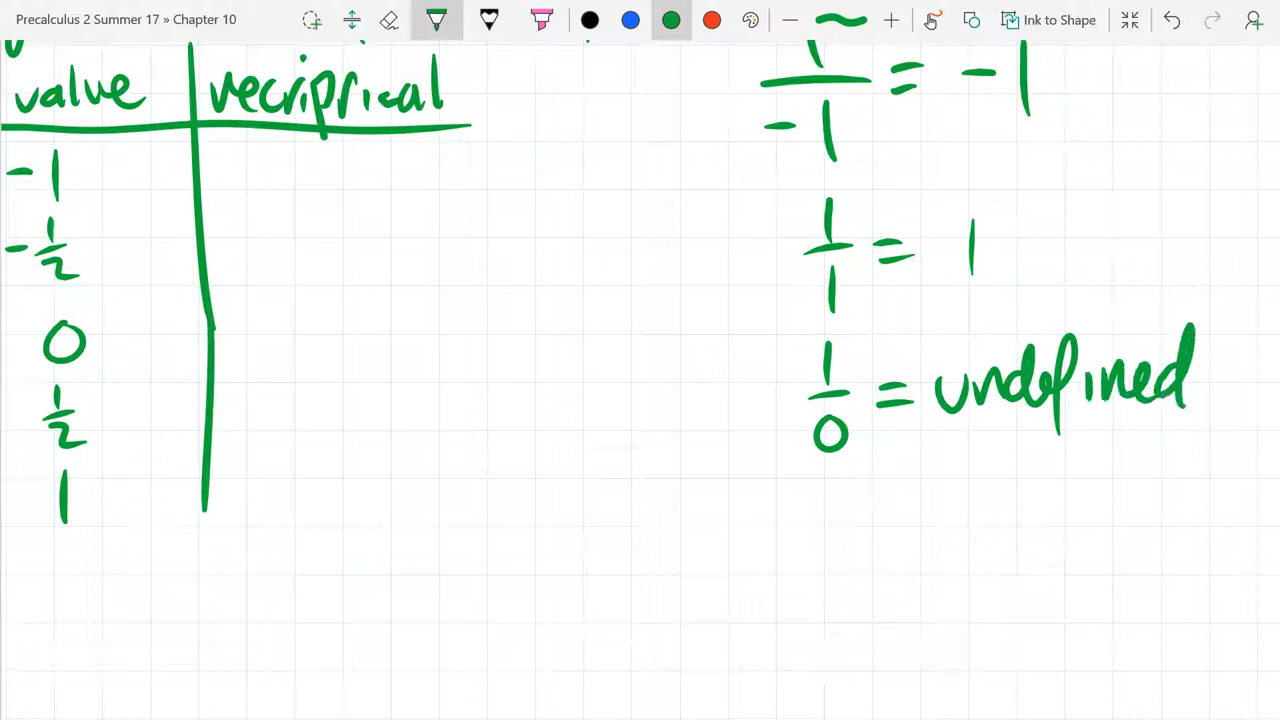 Precalculus 2 Summer 17 » Chapter 10
Ink to Shape
value recriprical
-1
-1/2
0
1/2
1
1/-1 = -1
1/1 = 1
1/0 = undefined